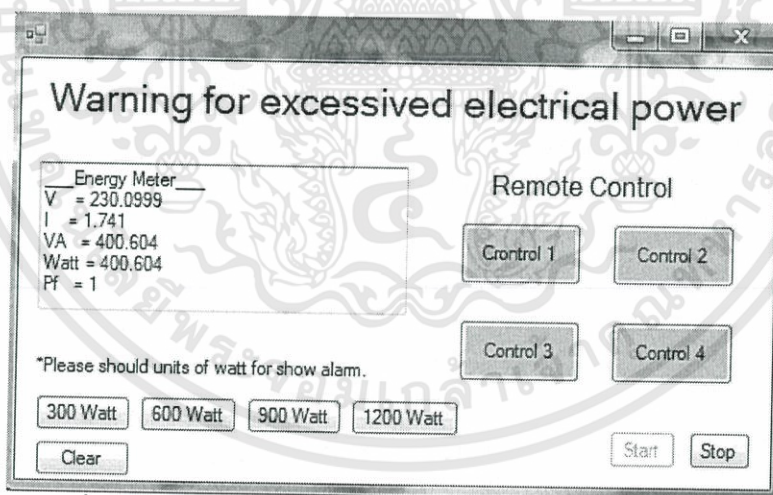 Warning for excessived electrical power
___Energy Meter___
V = 230.0999
I = 1.741
VA = 400.604
Watt = 400.604
Pf = 1
Remote Control
Crontrol 1
Control 2
Control 3
Control 4
*Please should units of watt for show alarm.
300 Watt
600 Watt
900 Watt
1200 Watt
Clear
Start
Stop